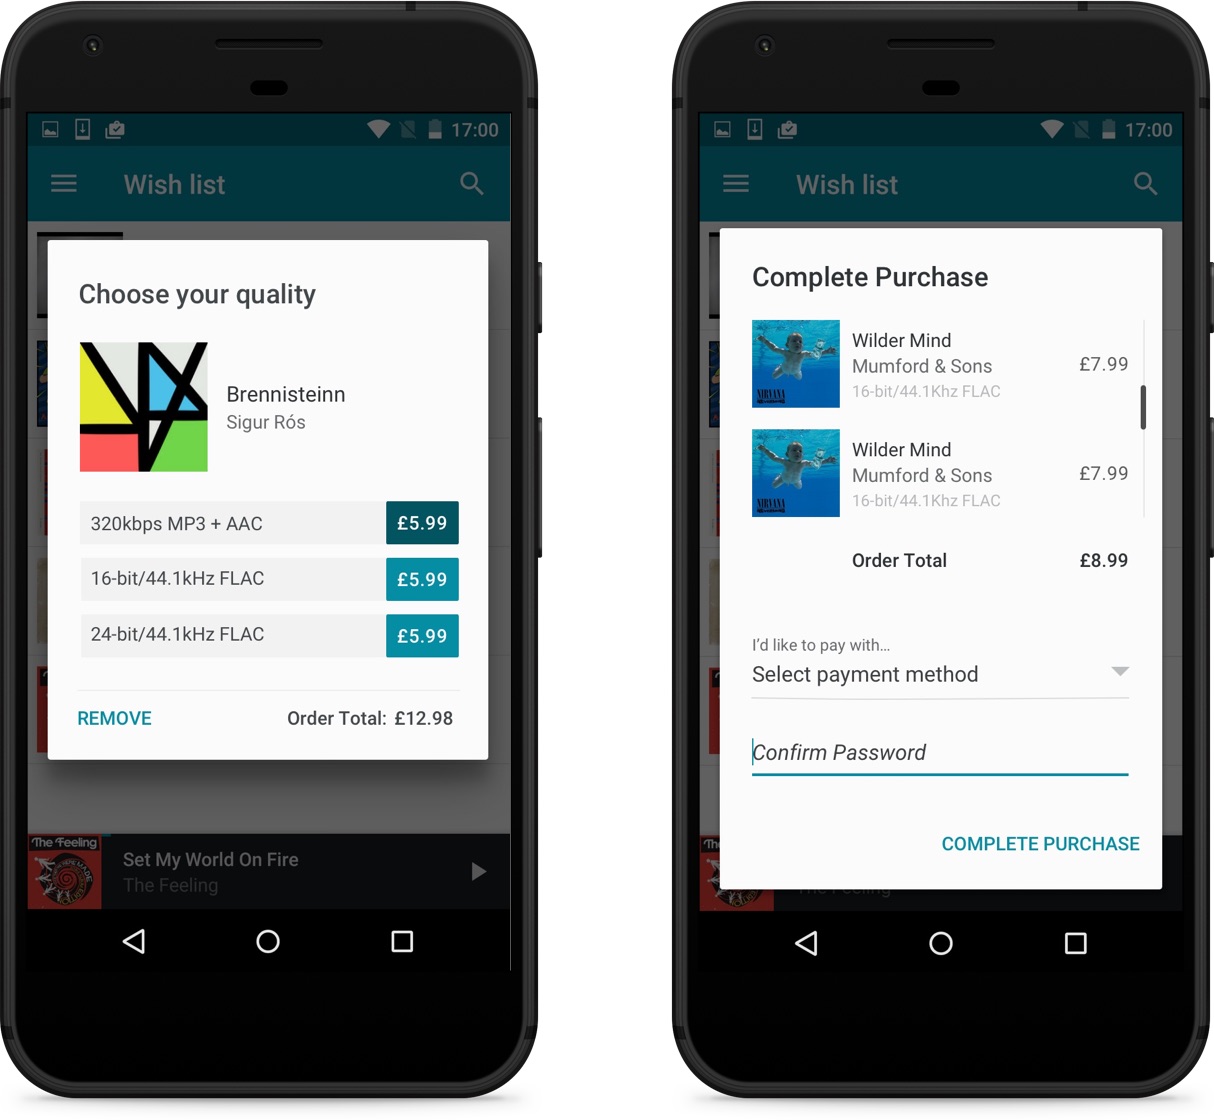 17:00
Wish list
Choose your quality
Brennisteinn
Sigur Rós
320kbps MP3 + AAC £5.99
16-bit/44.1kHz FLAC £5.99
24-bit/44.1kHz FLAC £5.99
REMOVE Order Total: £12.98
The Feeling
Set My World On Fire
The Feeling
17:00
Wish list
Complete Purchase
Wilder Mind
Mumford & Sons £7.99
16-bit/44.1Khz FLAC
NIRVANA
Wilder Mind
Mumford & Sons £7.99
16-bit/44.1Khz FLAC
NIRVANA
Order Total £8.99
I'd like to pay with...
Select payment method
Confirm Password
COMPLETE PURCHASE
The Feeling